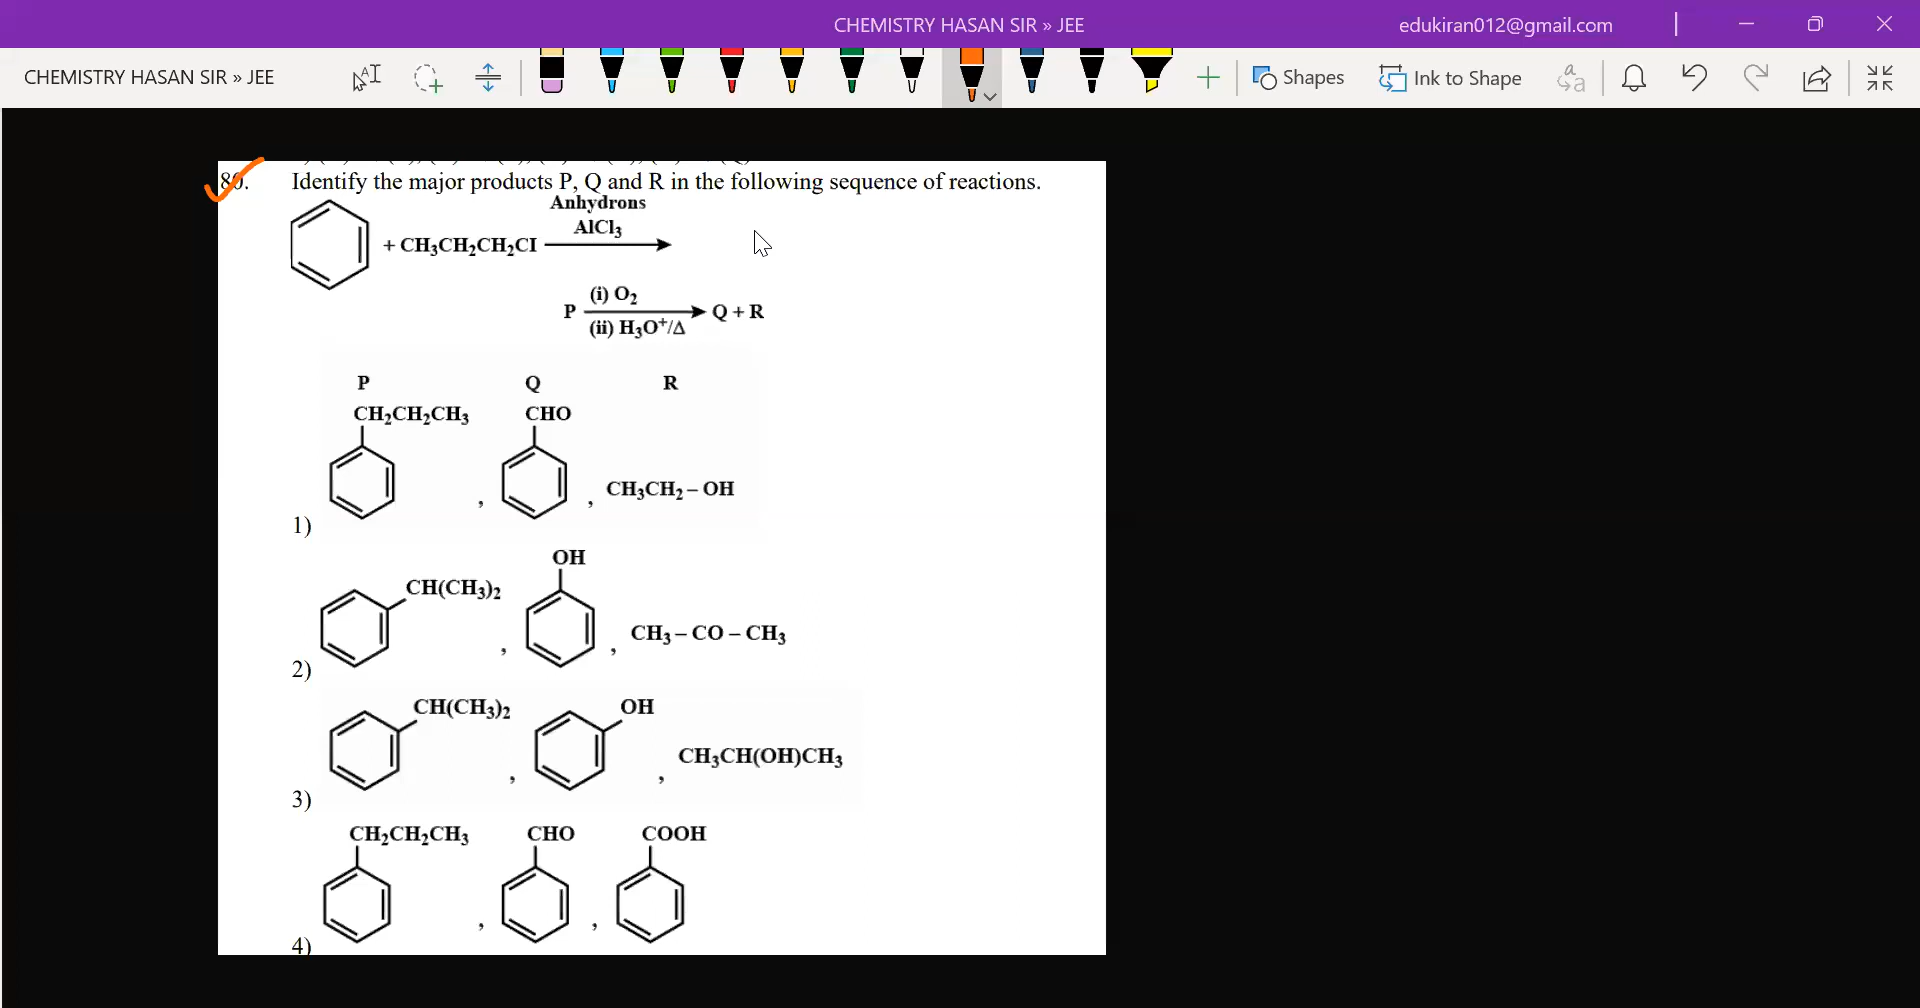 CHEMISTRY HASAN SIR » JEE
edukiran012@gmail.com
CHEMISTRY HASAN SIR » JEE
Shapes
Ink to Shape
80. Identify the major products P, Q and R in the following sequence of reactions.
Anhydrons
AlCl₃
+ CH₃CH₂CH₂CI
(i) O₂
P Q + R
(ii) H₃O⁺/Δ
P Q R
CH₂CH₂CH₃ CHO
, , CH₃CH₂ – OH
1)
OH
CH(CH₃)₂
, , CH₃ – CO – CH₃
2)
CH(CH₃)₂ OH
, , CH₃CH(OH)CH₃
3)
CH₂CH₂CH₃ CHO COOH
, ,
4)